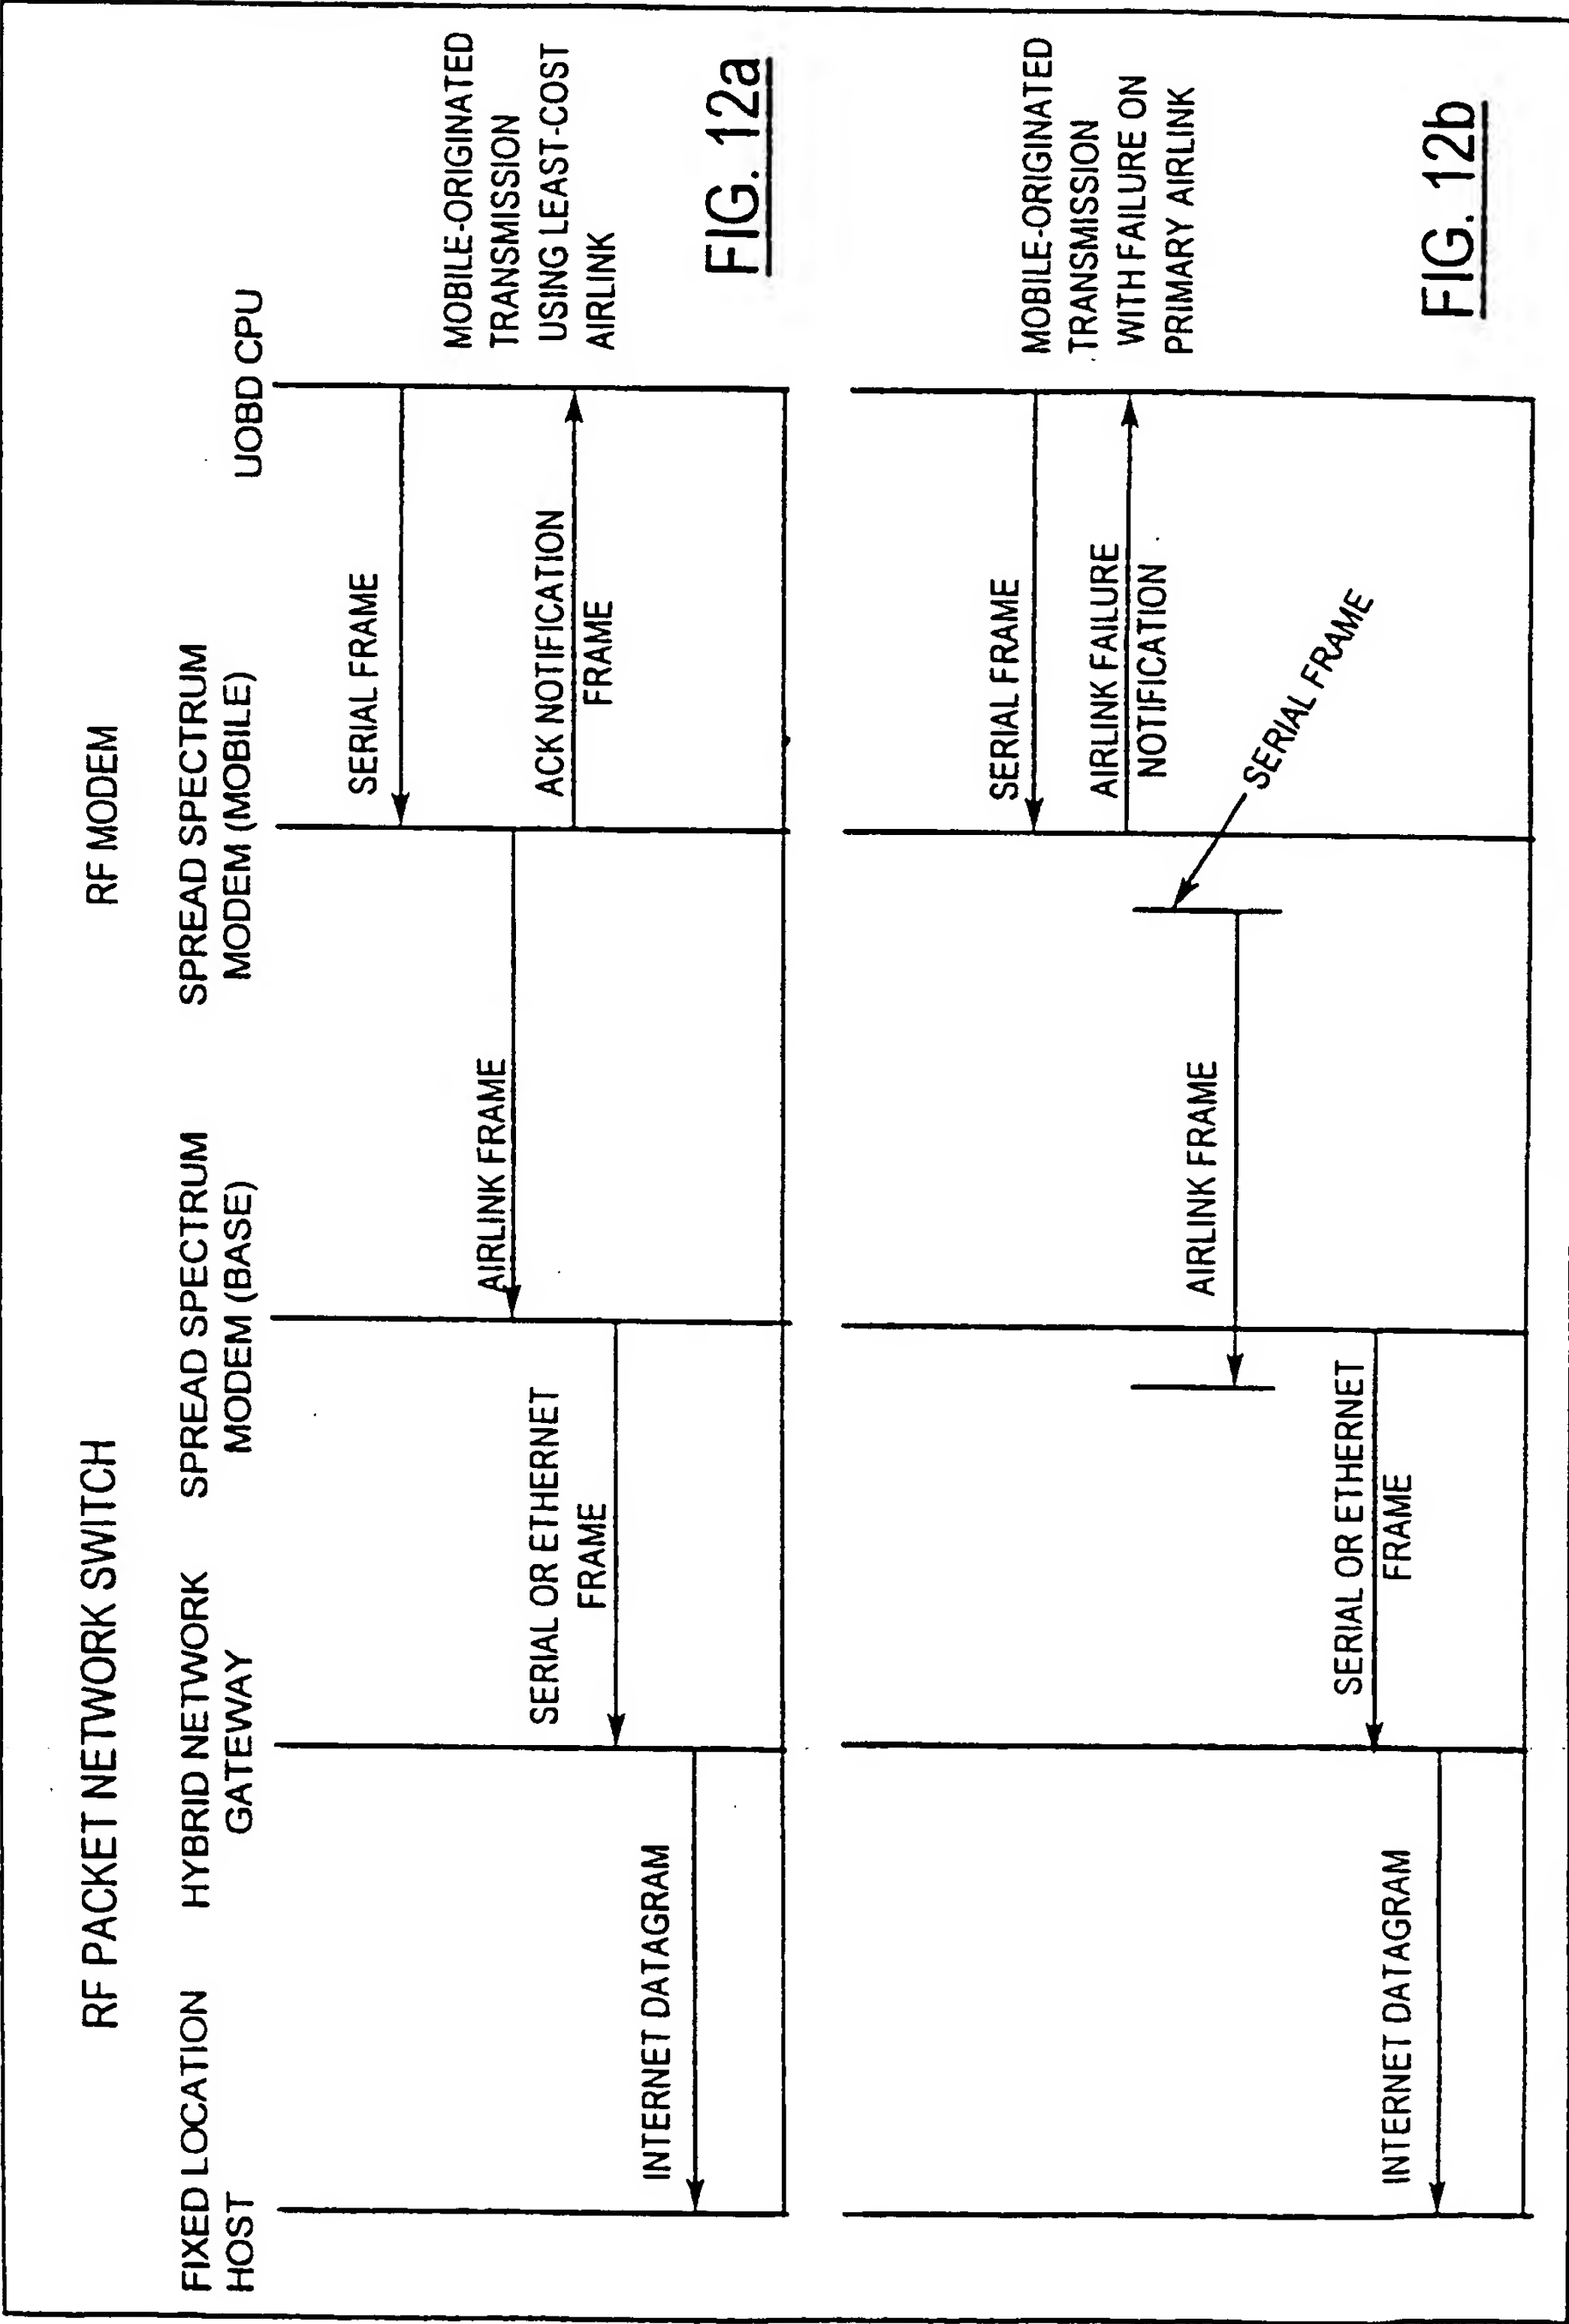 RF PACKET NETWORK SWITCH
RF MODEM
FIXED LOCATION
HOST
HYBRID NETWORK
GATEWAY
SPREAD SPECTRUM
MODEM (BASE)
SPREAD SPECTRUM
MODEM (MOBILE)
UOBD CPU
SERIAL FRAME
AIRLINK FRAME
ACK NOTIFICATION
FRAME
SERIAL OR ETHERNET
FRAME
INTERNET DATAGRAM
MOBILE-ORIGINATED
TRANSMISSION
USING LEAST-COST
AIRLINK
FIG. 12a
SERIAL FRAME
AIRLINK FAILURE
NOTIFICATION
SERIAL FRAME
AIRLINK FRAME
SERIAL OR ETHERNET
FRAME
INTERNET DATAGRAM
MOBILE-ORIGINATED
TRANSMISSION
WITH FAILURE ON
PRIMARY AIRLINK
FIG. 12b